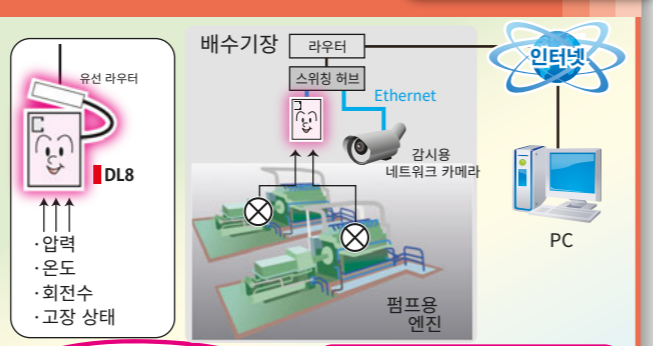 유선 라우터
DL8
·압력
·온도
·회전수
·고장 상태
배수기장
라우터
스위칭 허브
Ethernet
감시용
네트워크 카메라
펌프용
엔진
인터넷
PC